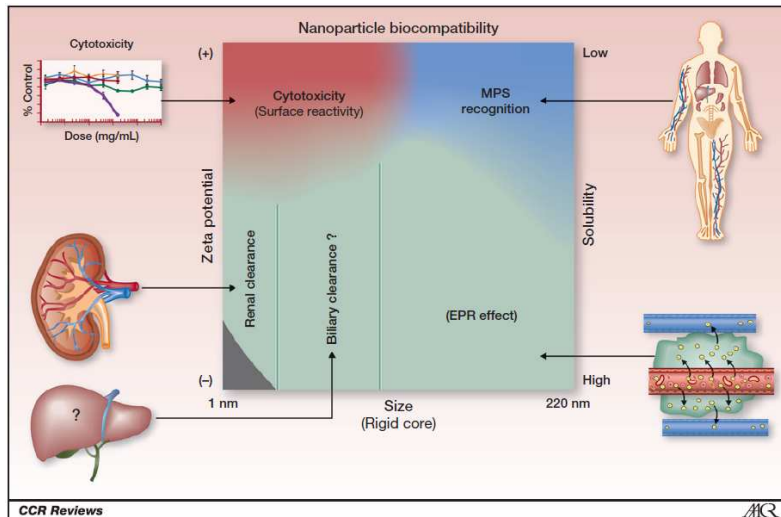 Nanoparticle biocompatibility
Cytotoxicity
% Control
Dose (mg/mL)
(+)
Low
Cytotoxicity
(Surface reactivity)
MPS
recognition
Zeta potential
Solubility
Renal clearance
Biliary clearance ?
(EPR effect)
?
(–)
High
1 nm
Size
(Rigid core)
220 nm
CCR Reviews
AACR